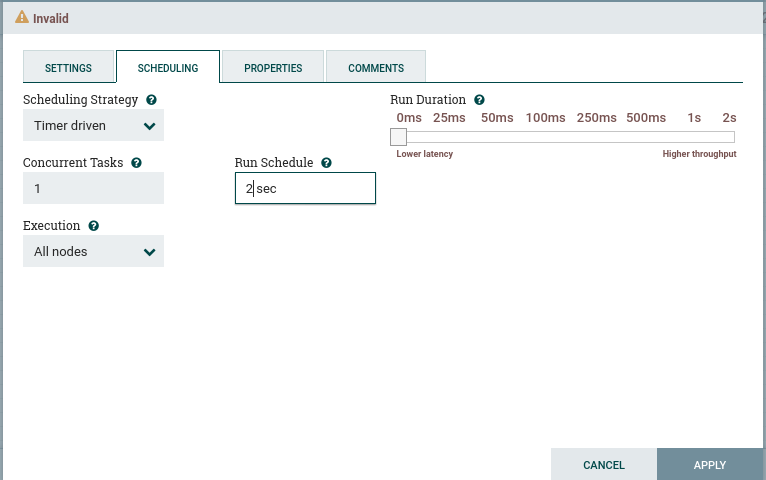 Invalid
SETTINGS SCHEDULING PROPERTIES COMMENTS
Scheduling Strategy ?
Timer driven
Run Duration ?
0ms 25ms 50ms 100ms 250ms 500ms 1s 2s
Lower latency Higher throughput
Concurrent Tasks ?
1
Run Schedule ?
2 sec
Execution ?
All nodes
CANCEL APPLY